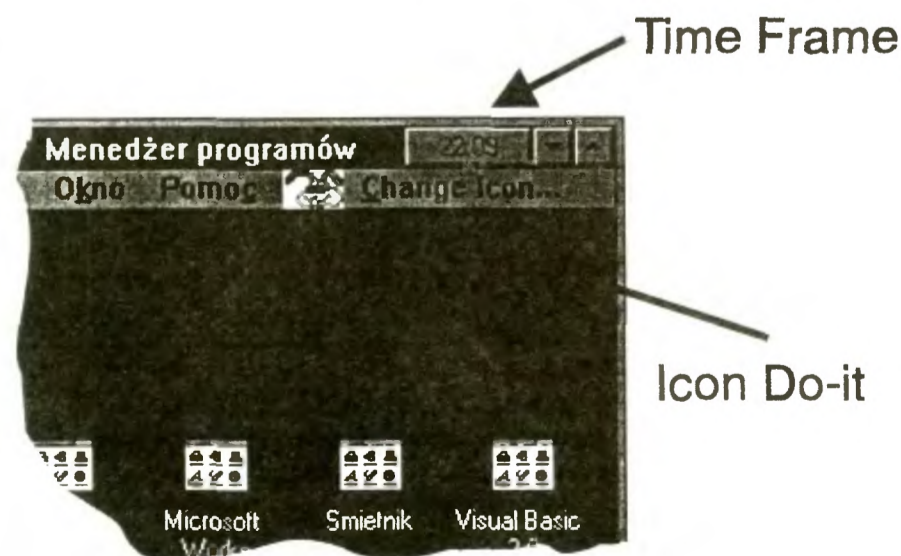 Time Frame
Menedżer programów 22:09
Okno Pomoc Change Icon...
Icon Do-it
Microsoft Smietnik Visual Basic